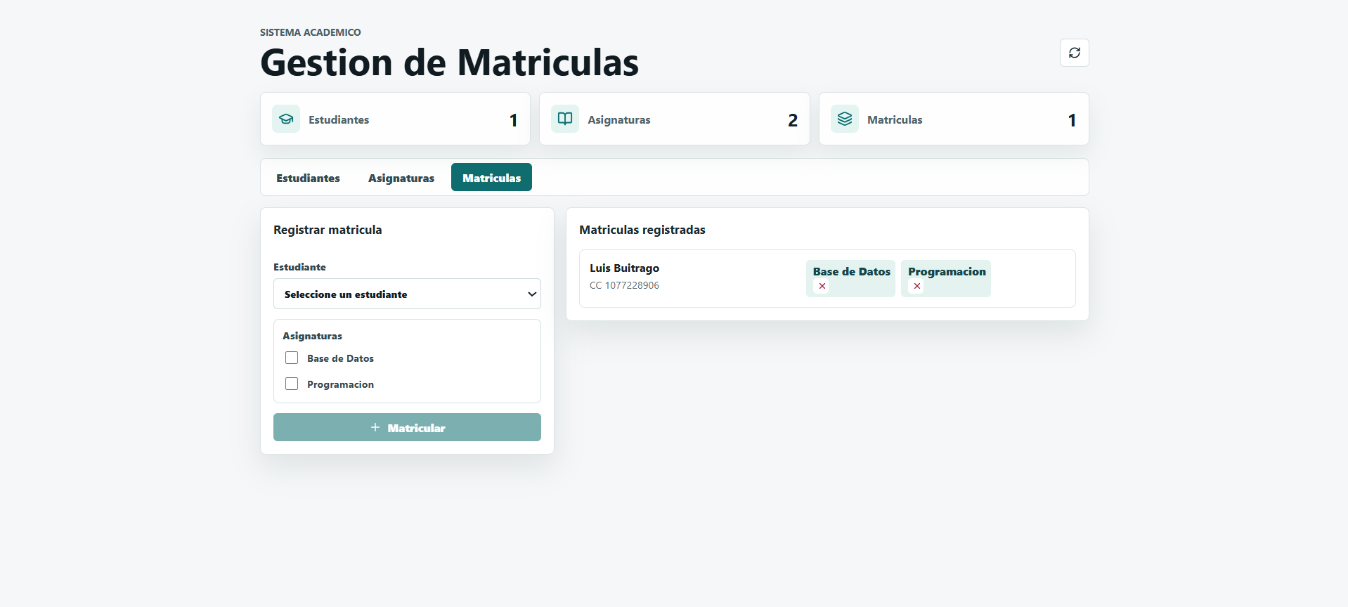 SISTEMA ACADEMICO
Gestion de Matriculas
Estudiantes 1
Asignaturas 2
Matriculas 1
Estudiantes Asignaturas Matriculas
Registrar matricula
Estudiante
Seleccione un estudiante
Asignaturas
Base de Datos
Programacion
+ Matricular
Matriculas registradas
Luis Buitrago
CC 1077228906
Base de Datos
Programacion